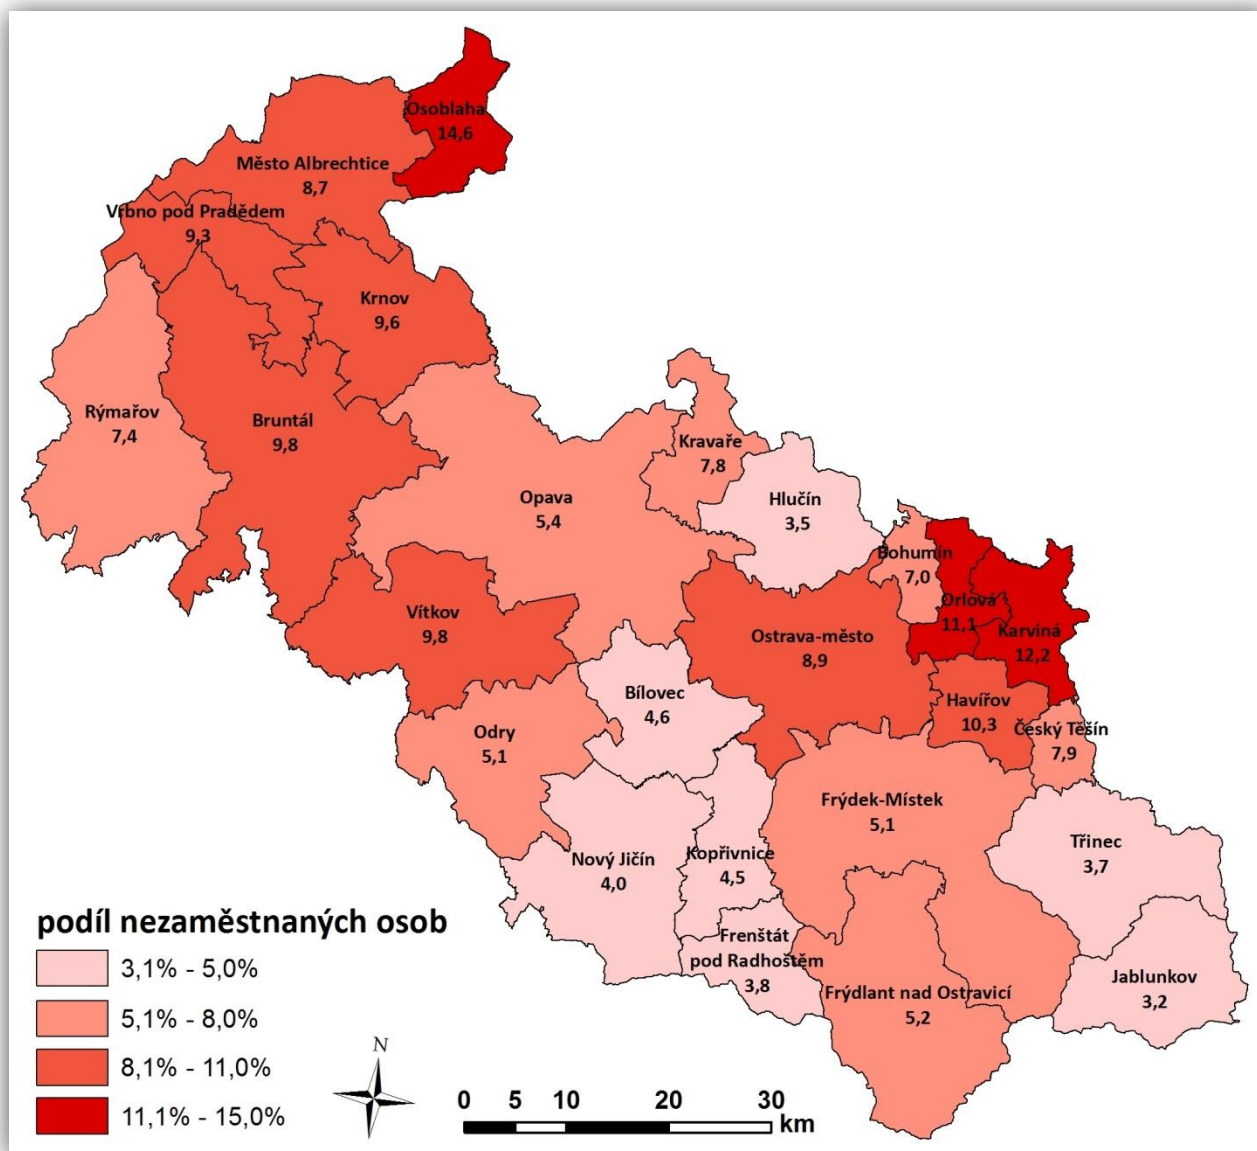 Osoblaha
14,6
Město Albrechtice
8,7
Vrbno pod Pradědem
9,3
Krnov
9,6
Rýmařov
7,4
Bruntál
9,8
Kravaře
7,8
Opava
5,4
Hlučín
3,5
Bohumín
7,0
Orlová
11,1
Karviná
12,2
Vítkov
9,8
Ostrava-město
8,9
Bílovec
4,6
Havířov
10,3
Český Těšín
7,9
Odry
5,1
Frýdek-Místek
5,1
Třinec
3,7
Nový Jičín
4,0
Kopřivnice
4,5
Frenštát
pod Radhoštěm
3,8
Jablunkov
3,2
Frýdlant nad Ostravicí
5,2
podíl nezaměstnaných osob
3,1% - 5,0%
5,1% - 8,0%
8,1% - 11,0%
11,1% - 15,0%
N
0 5 10 20 30
km